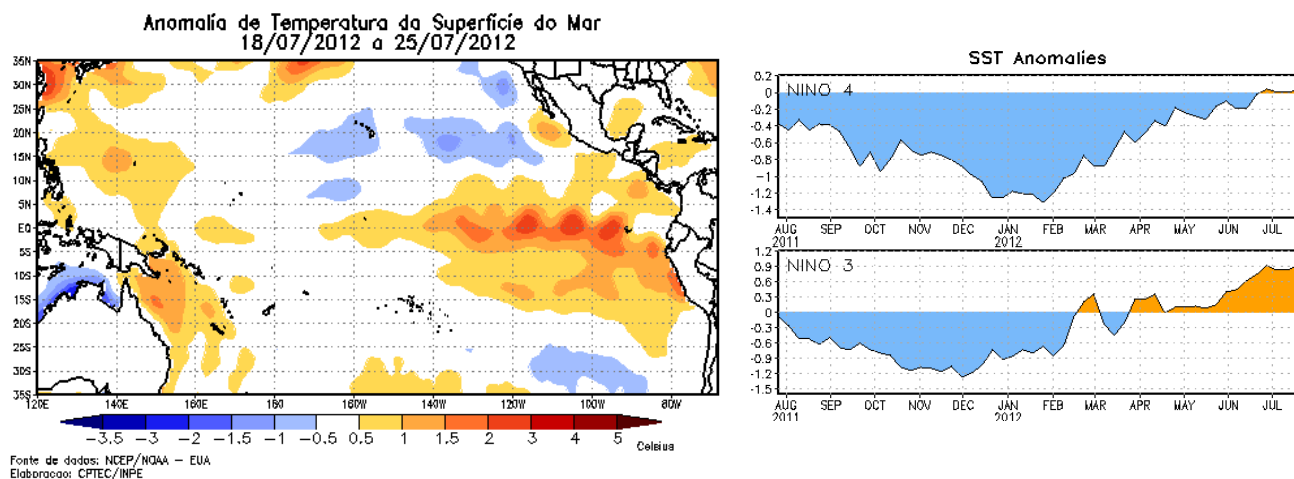 Anomalia de Temperatura da Superfície do Mar
18/07/2012 a 25/07/2012
35N
30N
25N
20N
15N
10N
5N
EQ
5S
10S
15S
20S
25S
30S
35S
120E 140E 160E 180 160W 140W 120W 100W 80W
-3.5 -3 -2 -1.5 -1 -0.5 0.5 1 1.5 2 3 4 5
Celsius
Fonte de dados: NCEP/NOAA - EUA
Elaboracao: CPTEC/INPE
SST Anomalies
NINO 4
0.2
0
-0.2
-0.4
-0.6
-0.8
-1
-1.2
-1.4
AUG SEP OCT NOV DEC JAN FEB MAR APR MAY JUN JUL
2011 2012
NINO 3
1.2
0.9
0.6
0.3
0
-0.3
-0.6
-0.9
-1.2
-1.5
AUG SEP OCT NOV DEC JAN FEB MAR APR MAY JUN JUL
2011 2012